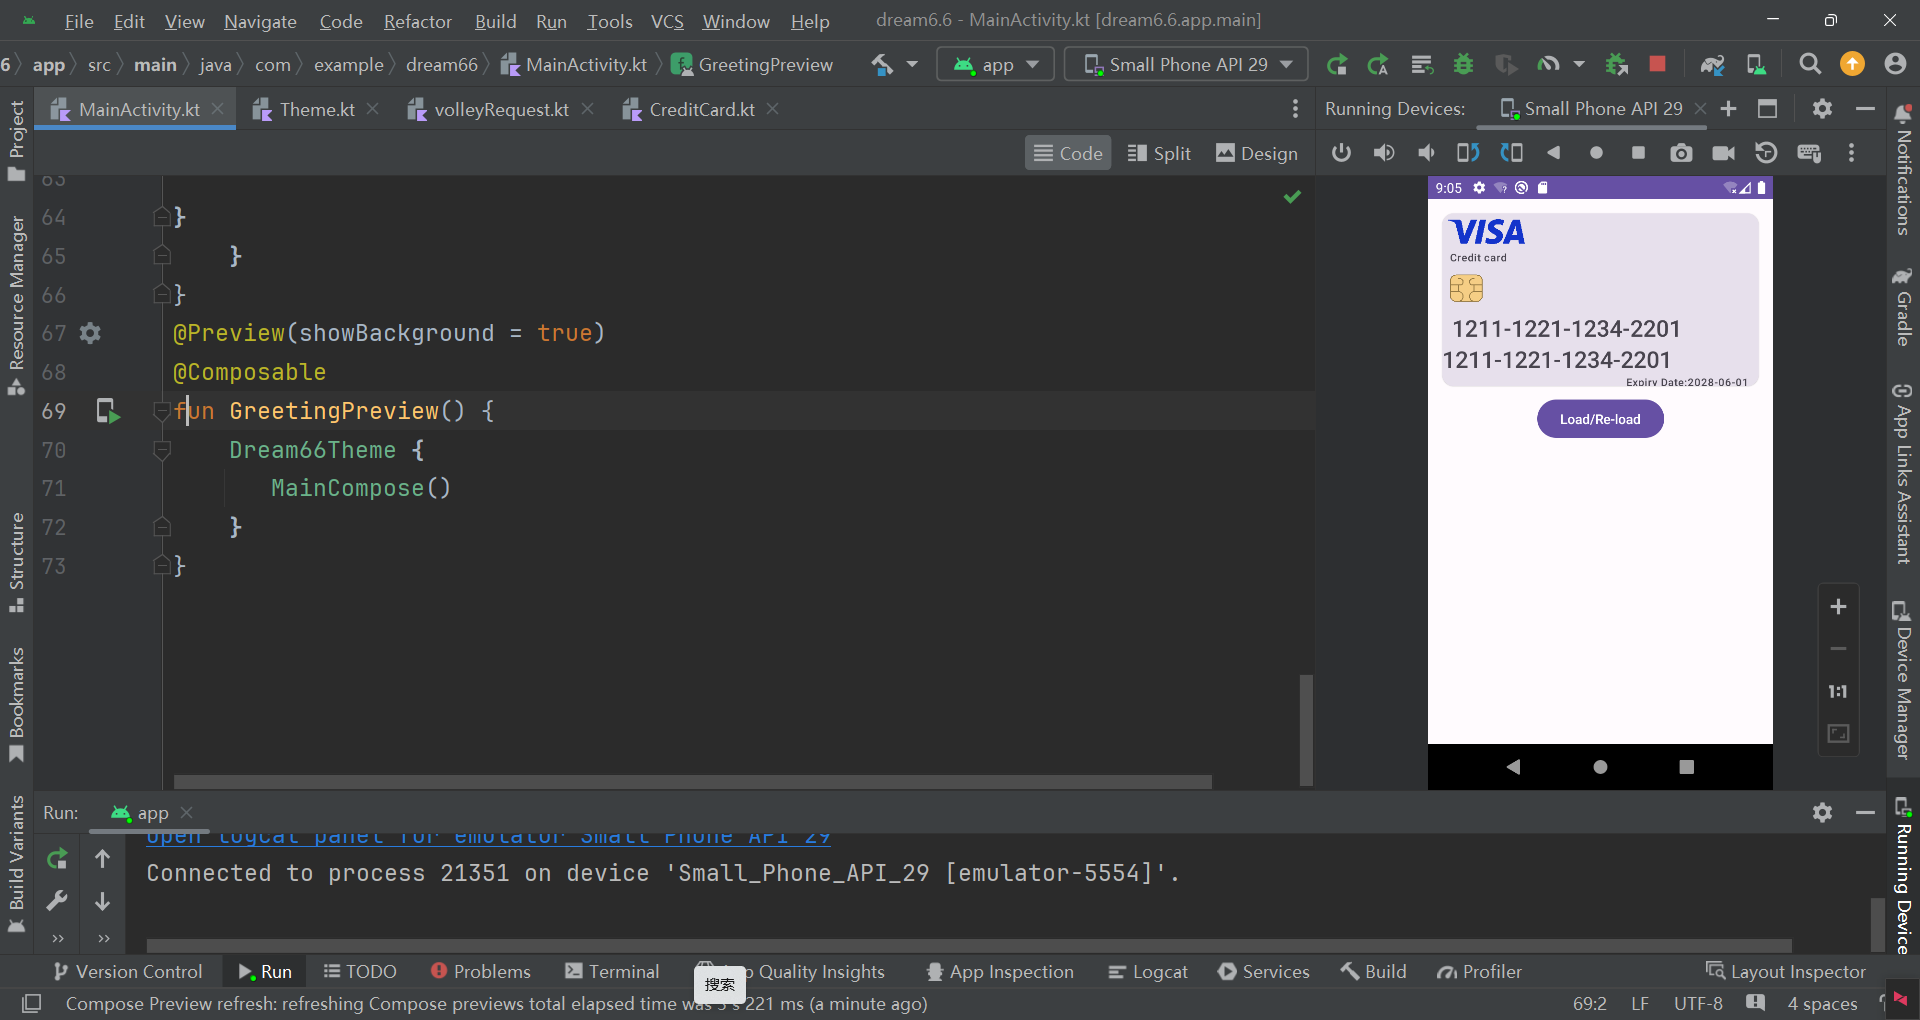 File Edit View Navigate Code Refactor Build Run Tools VCS Window Help dream6.6 - MainActivity.kt [dream6.6.app.main]
6 app src main java com example dream66 MainActivity.kt GreetingPreview app Small Phone API 29
MainActivity.kt Theme.kt volleyRequest.kt CreditCard.kt Running Devices: Small Phone API 29
Code Split Design
63
64 }
65 }
66 }
67 @Preview(showBackground = true)
68 @Composable
69 fun GreetingPreview() {
70 Dream66Theme {
71 MainCompose()
72 }
73 }
9:05
VISA
Credit card
1211-1221-1234-2201
1211-1221-1234-2201
Expiry Date:2028-06-01
Load/Re-load
1:1
Project
Resource Manager
Structure
Bookmarks
Build Variants
Notifications
Gradle
App Links Assistant
Device Manager
Running Device
Run: app
Open logcat panel for emulator Small Phone API 29
Connected to process 21351 on device 'Small_Phone_API_29 [emulator-5554]'.
Version Control Run TODO Problems Terminal Quality Insights App Inspection Logcat Services Build Profiler Layout Inspector
搜索
Compose Preview refresh: refreshing Compose previews total elapsed time was 221 ms (a minute ago) 69:2 LF UTF-8 4 spaces